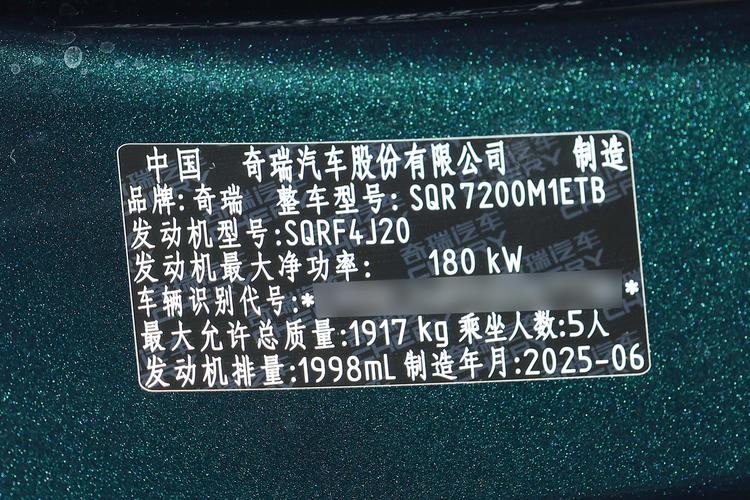 中国 奇瑞汽车股份有限公司 制造
品牌:奇瑞 整车型号:SQR7200M1ETB
发动机型号:SQRF4J20
发动机最大净功率: 180 kW
车辆识别代号:* *
最大允许总质量:1917 kg 乘坐人数:5人
发动机排量:1998mL 制造年月:2025-06